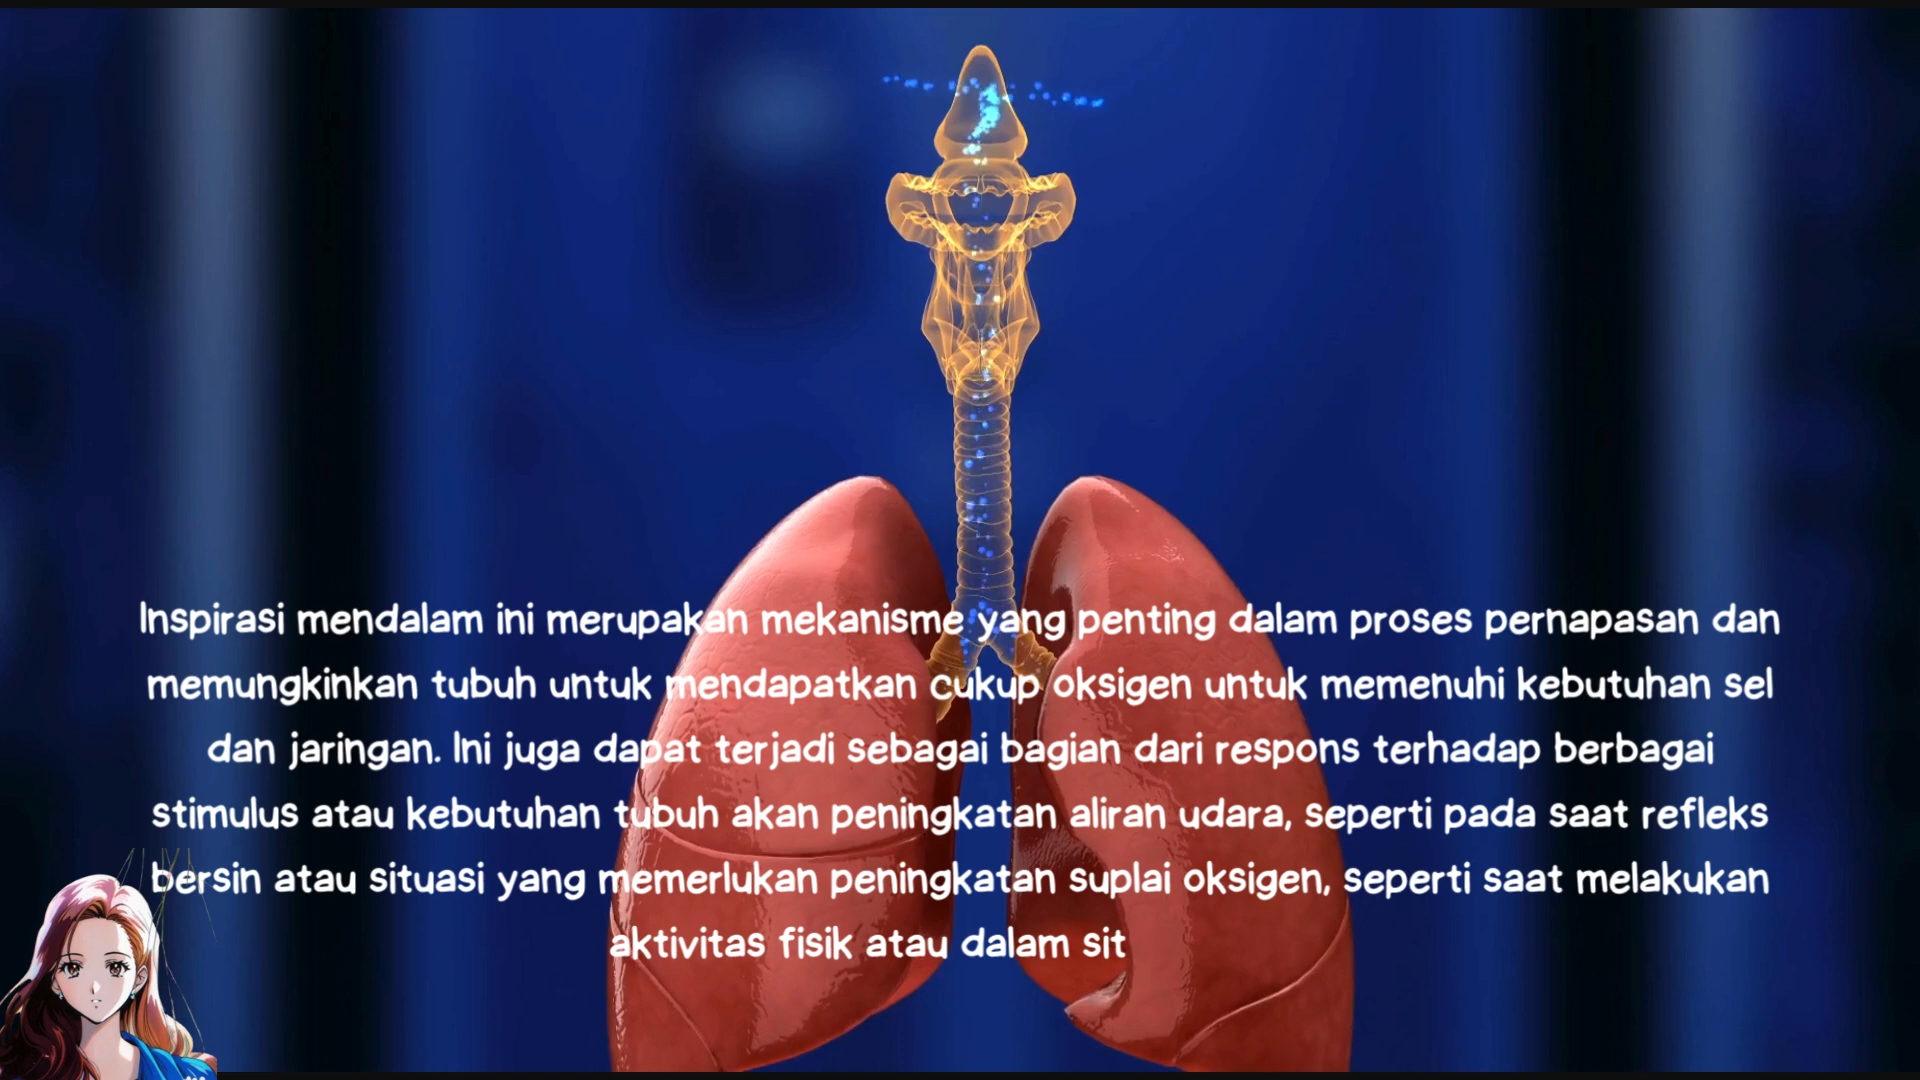 Inspirasi mendalam ini merupakan mekanisme yang penting dalam proses pernapasan dan
memungkinkan tubuh untuk mendapatkan cukup oksigen untuk memenuhi kebutuhan sel
dan jaringan. Ini juga dapat terjadi sebagai bagian dari respons terhadap berbagai
stimulus atau kebutuhan tubuh akan peningkatan aliran udara, seperti pada saat refleks
bersin atau situasi yang memerlukan peningkatan suplai oksigen, seperti saat melakukan
aktivitas fisik atau dalam sit